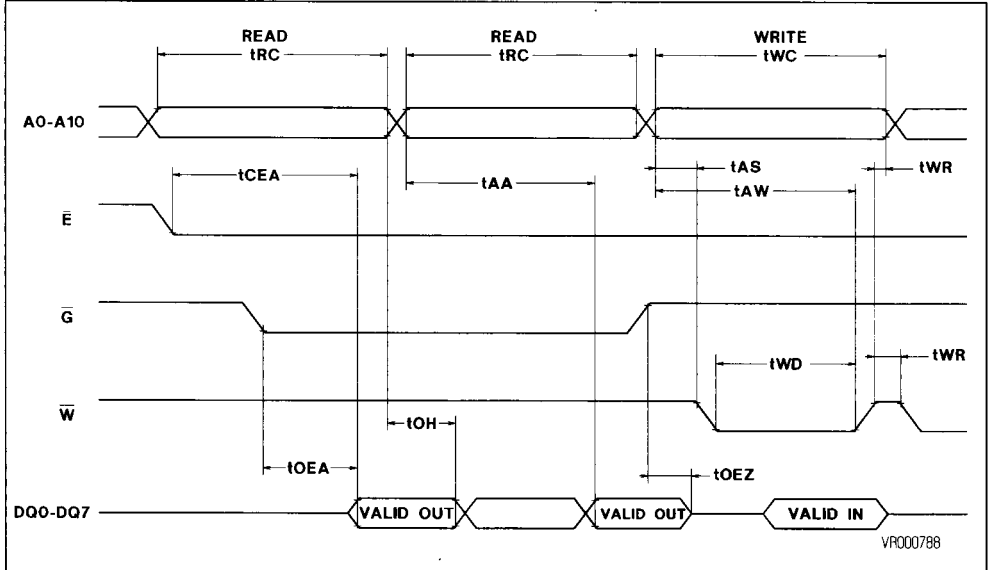 READ READ WRITE
tRC tRC tWC
A0-A10
tCEA tAA tAS tWR
tAW
E̅
G̅
tWD tWR
W̅
tOH
tOEA tOEZ
DQ0-DQ7 VALID OUT VALID OUT VALID IN
VR000788